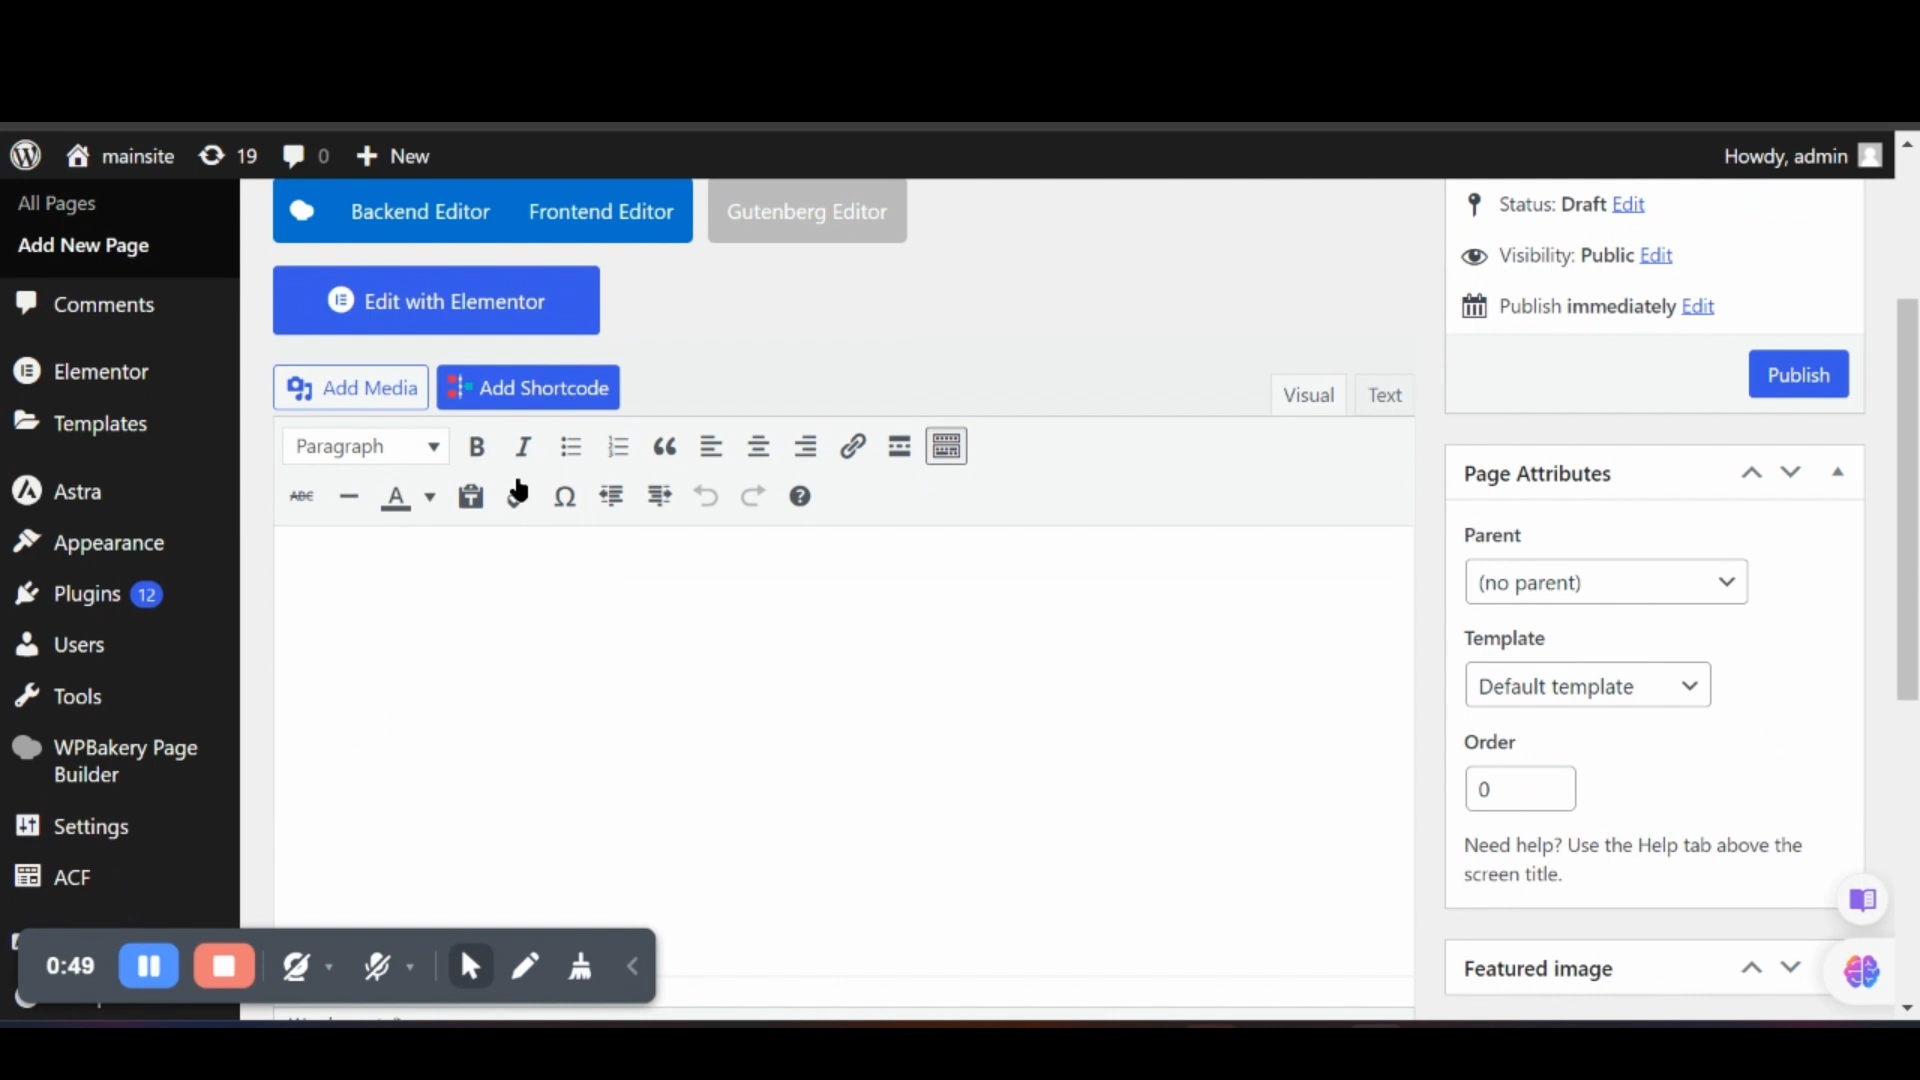 mainsite 19 0 New Howdy, admin
All Pages
Add New Page
Comments
Elementor
Templates
Astra
Appearance
Plugins 12
Users
Tools
WPBakery Page
Builder
Settings
ACF
Backend Editor Frontend Editor Gutenberg Editor
Edit with Elementor
Add Media Add Shortcode Visual Text
Paragraph B I
ABC A Ω
Status: Draft Edit
Visibility: Public Edit
Publish immediately Edit
Publish
Page Attributes
Parent
(no parent)
Template
Default template
Order
0
Need help? Use the Help tab above the
screen title.
Featured image
0:49